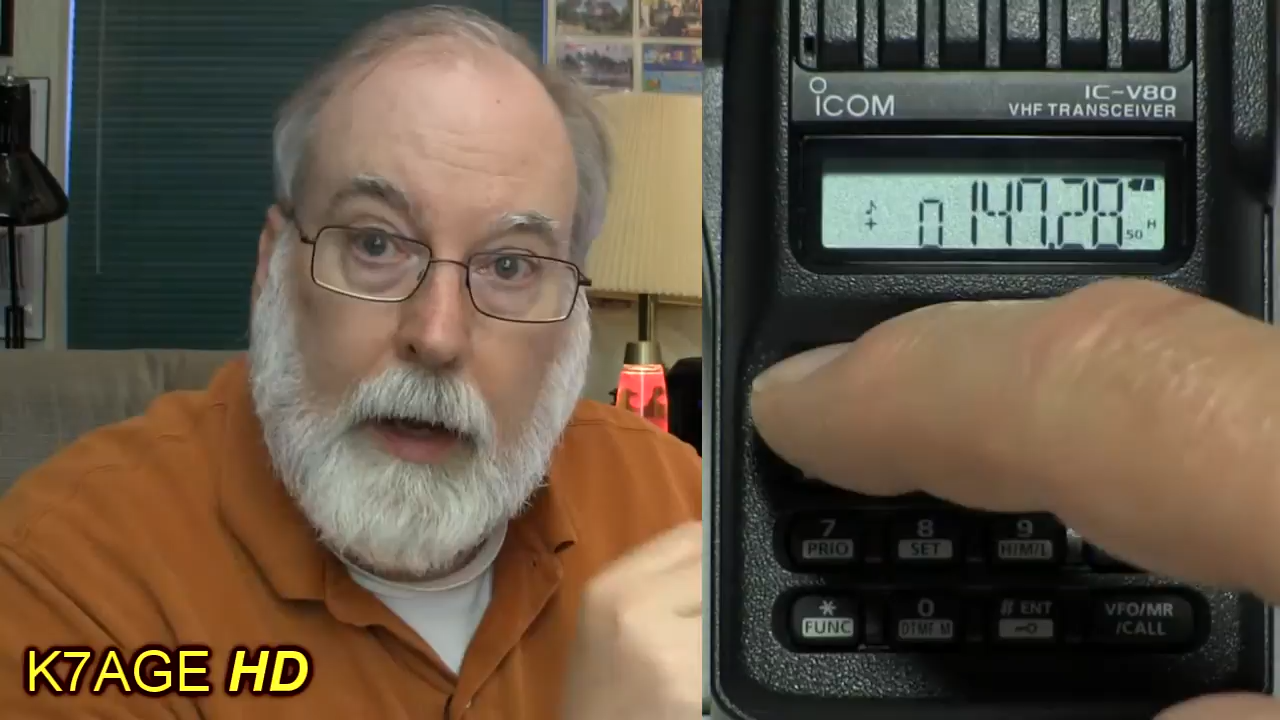 K7AGE HD
ICOM
IC-V80
VHF TRANSCEIVER
0 147.28
50 H
7 8 9
PRIO SET H/M/L
* 0 # ENT VFO/MR
FUNC DTMF M /CALL